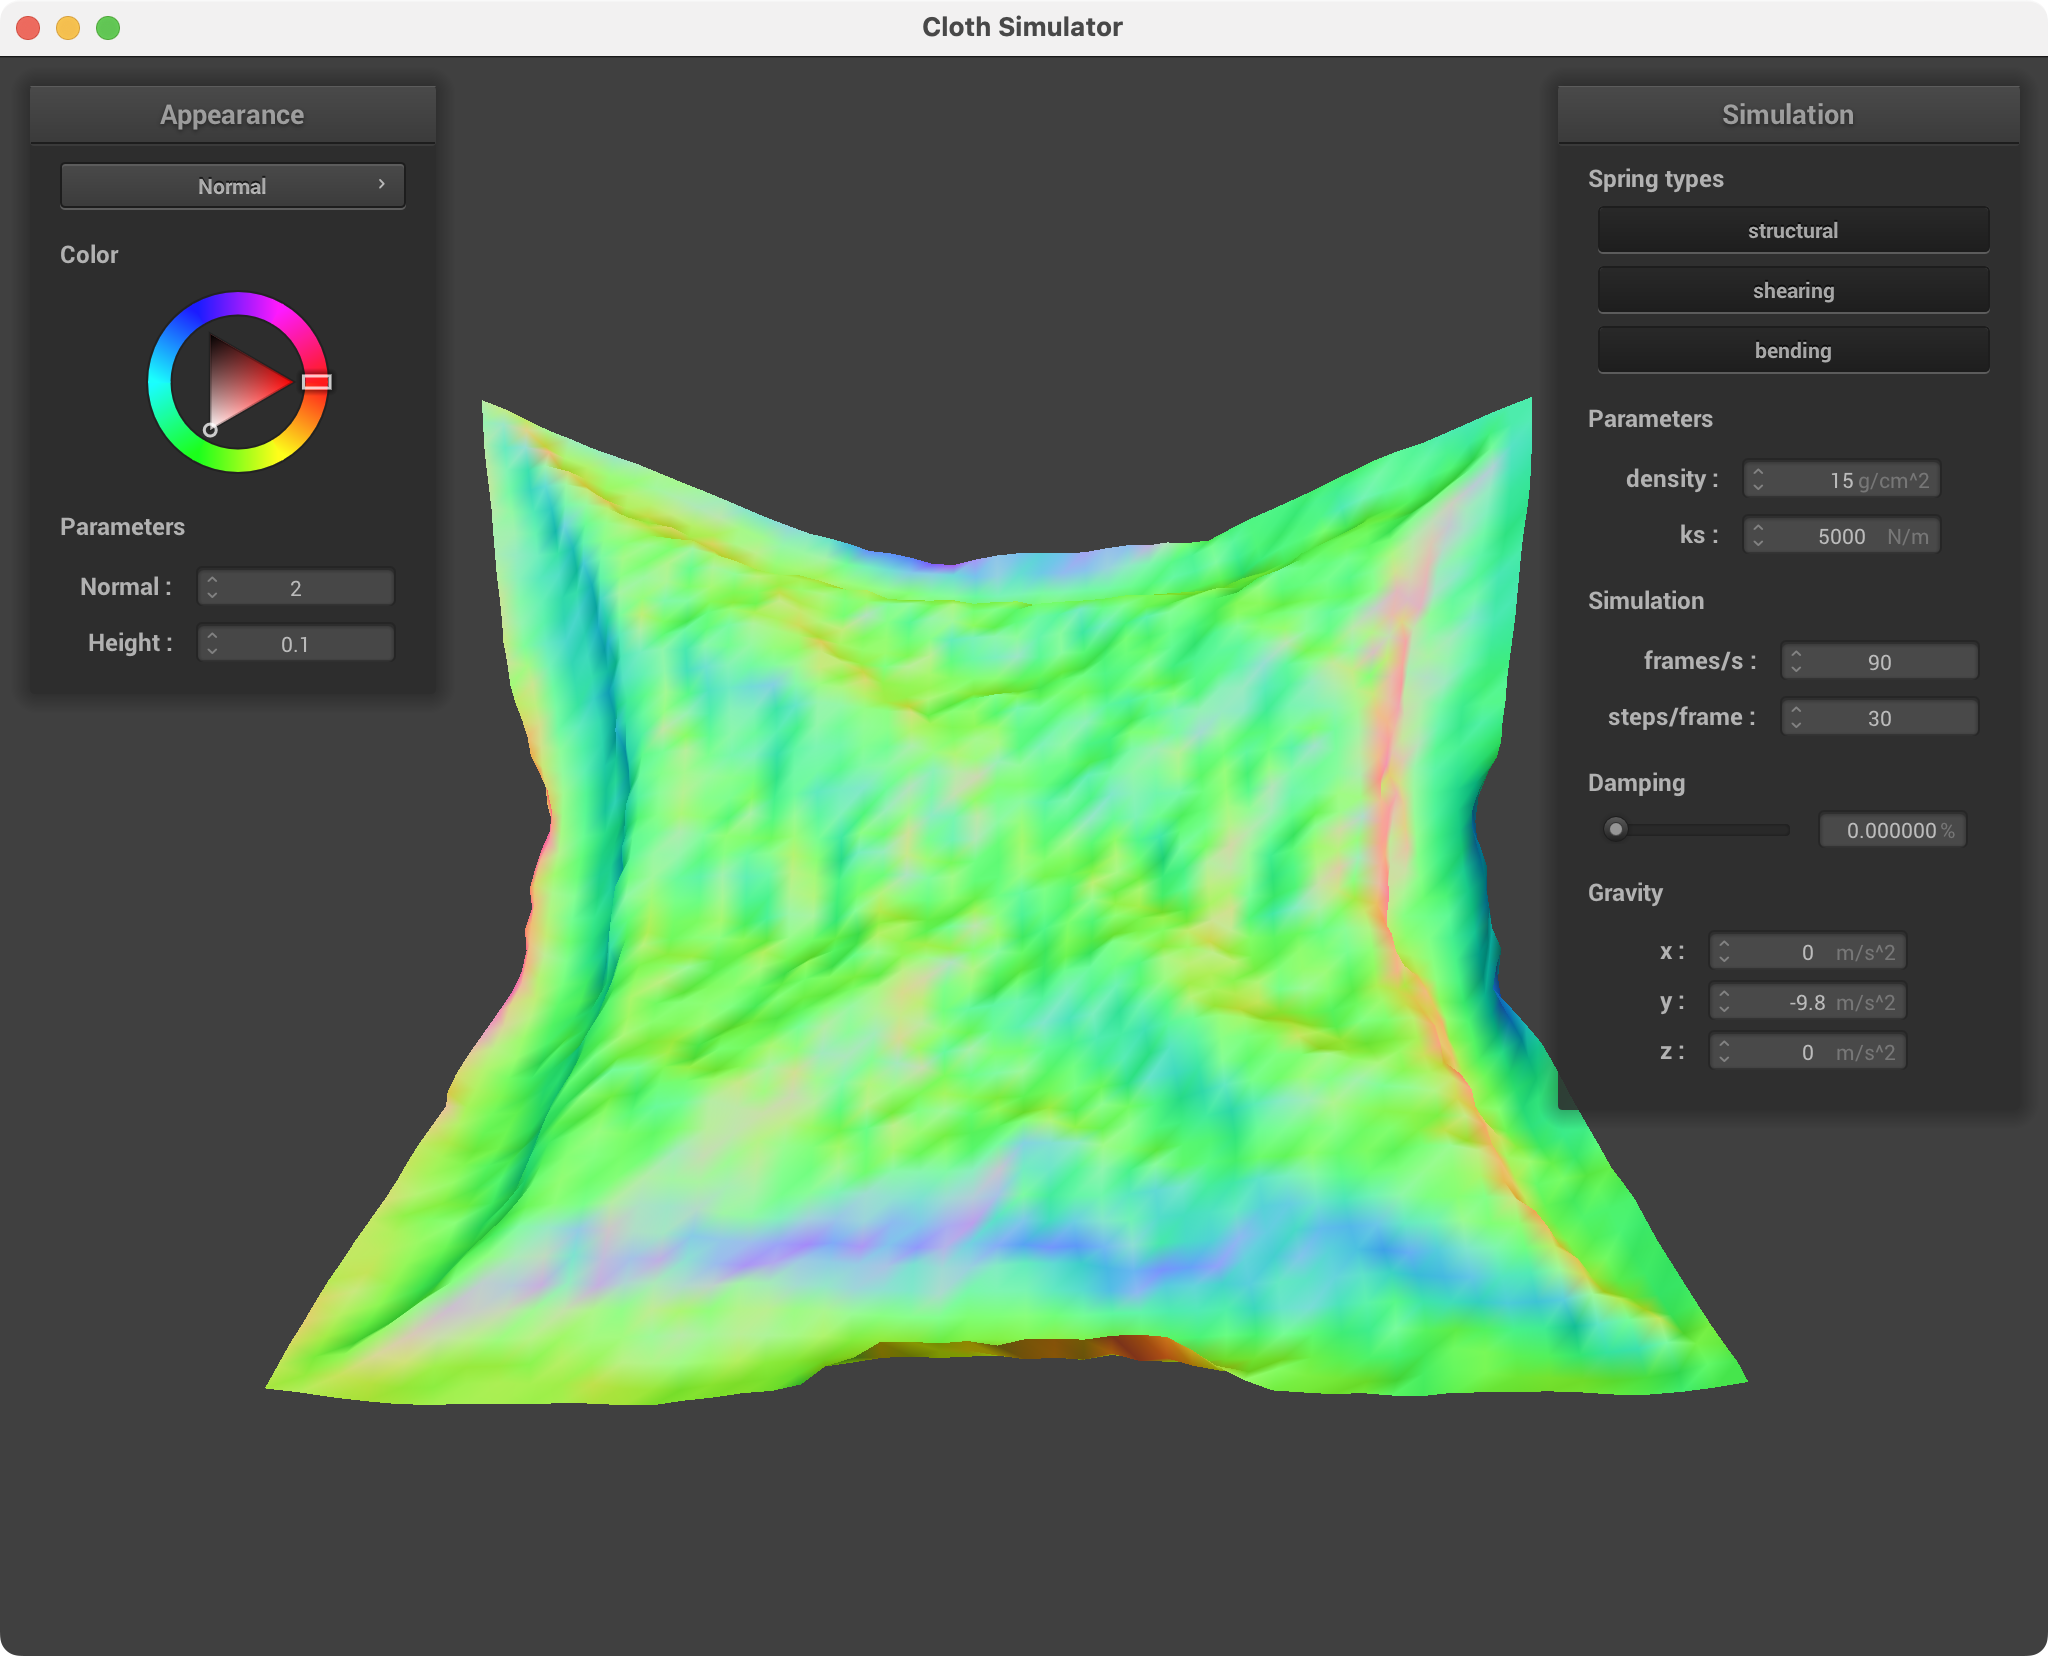 Cloth Simulator
Appearance
Normal
Color
Parameters
Normal : 2
Height : 0.1
Simulation
Spring types
structural
shearing
bending
Parameters
density : 15 g/cm^2
ks : 5000 N/m
Simulation
frames/s : 90
steps/frame : 30
Damping
0.000000 %
Gravity
x : 0 m/s^2
y : -9.8 m/s^2
z : 0 m/s^2